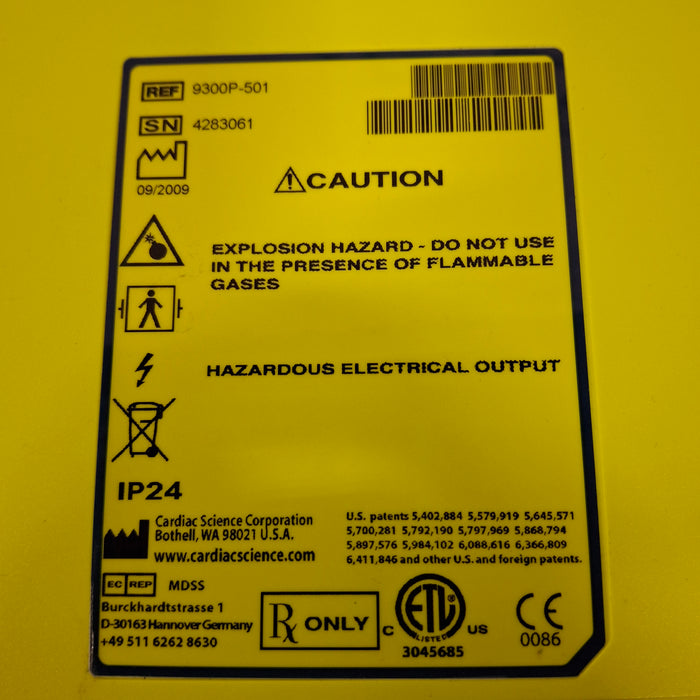 REF 9300P-501
SN 4283061
09/2009
CAUTION
EXPLOSION HAZARD - DO NOT USE
IN THE PRESENCE OF FLAMMABLE
GASES
HAZARDOUS ELECTRICAL OUTPUT
IP24
Cardiac Science Corporation
Bothell, WA 98021 U.S.A.
www.cardiacscience.com
U.S. patents 5,402,884 5,579,919 5,645,571
5,700,281 5,792,190 5,797,969 5,868,794
5,897,576 5,984,102 6,088,616 6,366,809
6,411,846 and other U.S. and foreign patents.
EC REP MDSS
Burckhardtstrasse 1
D-30163 Hannover Germany
+49 511 6262 8630
Rx ONLY
C ETL US
LISTED
3045685
CE
0086